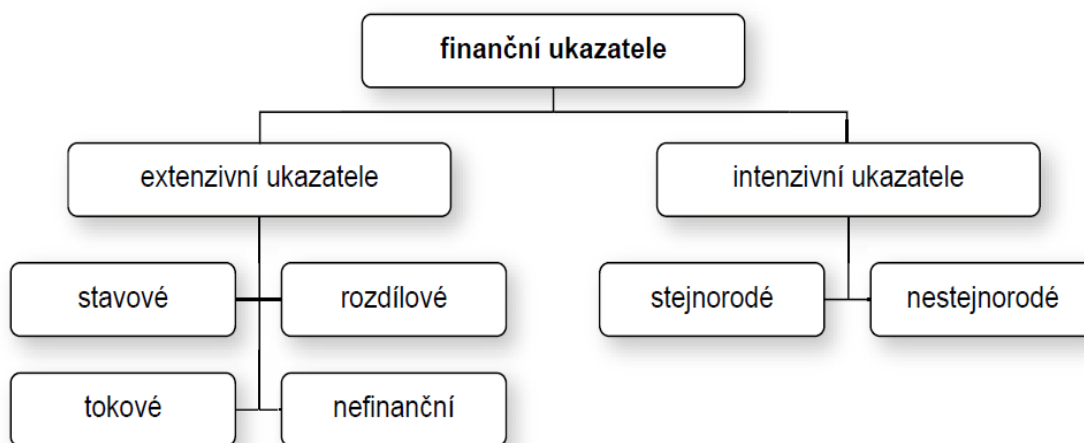 finanční ukazatele
extenzivní ukazatele
intenzivní ukazatele
stavové
rozdílové
stejnorodé
nestejnorodé
tokové
nefinanční